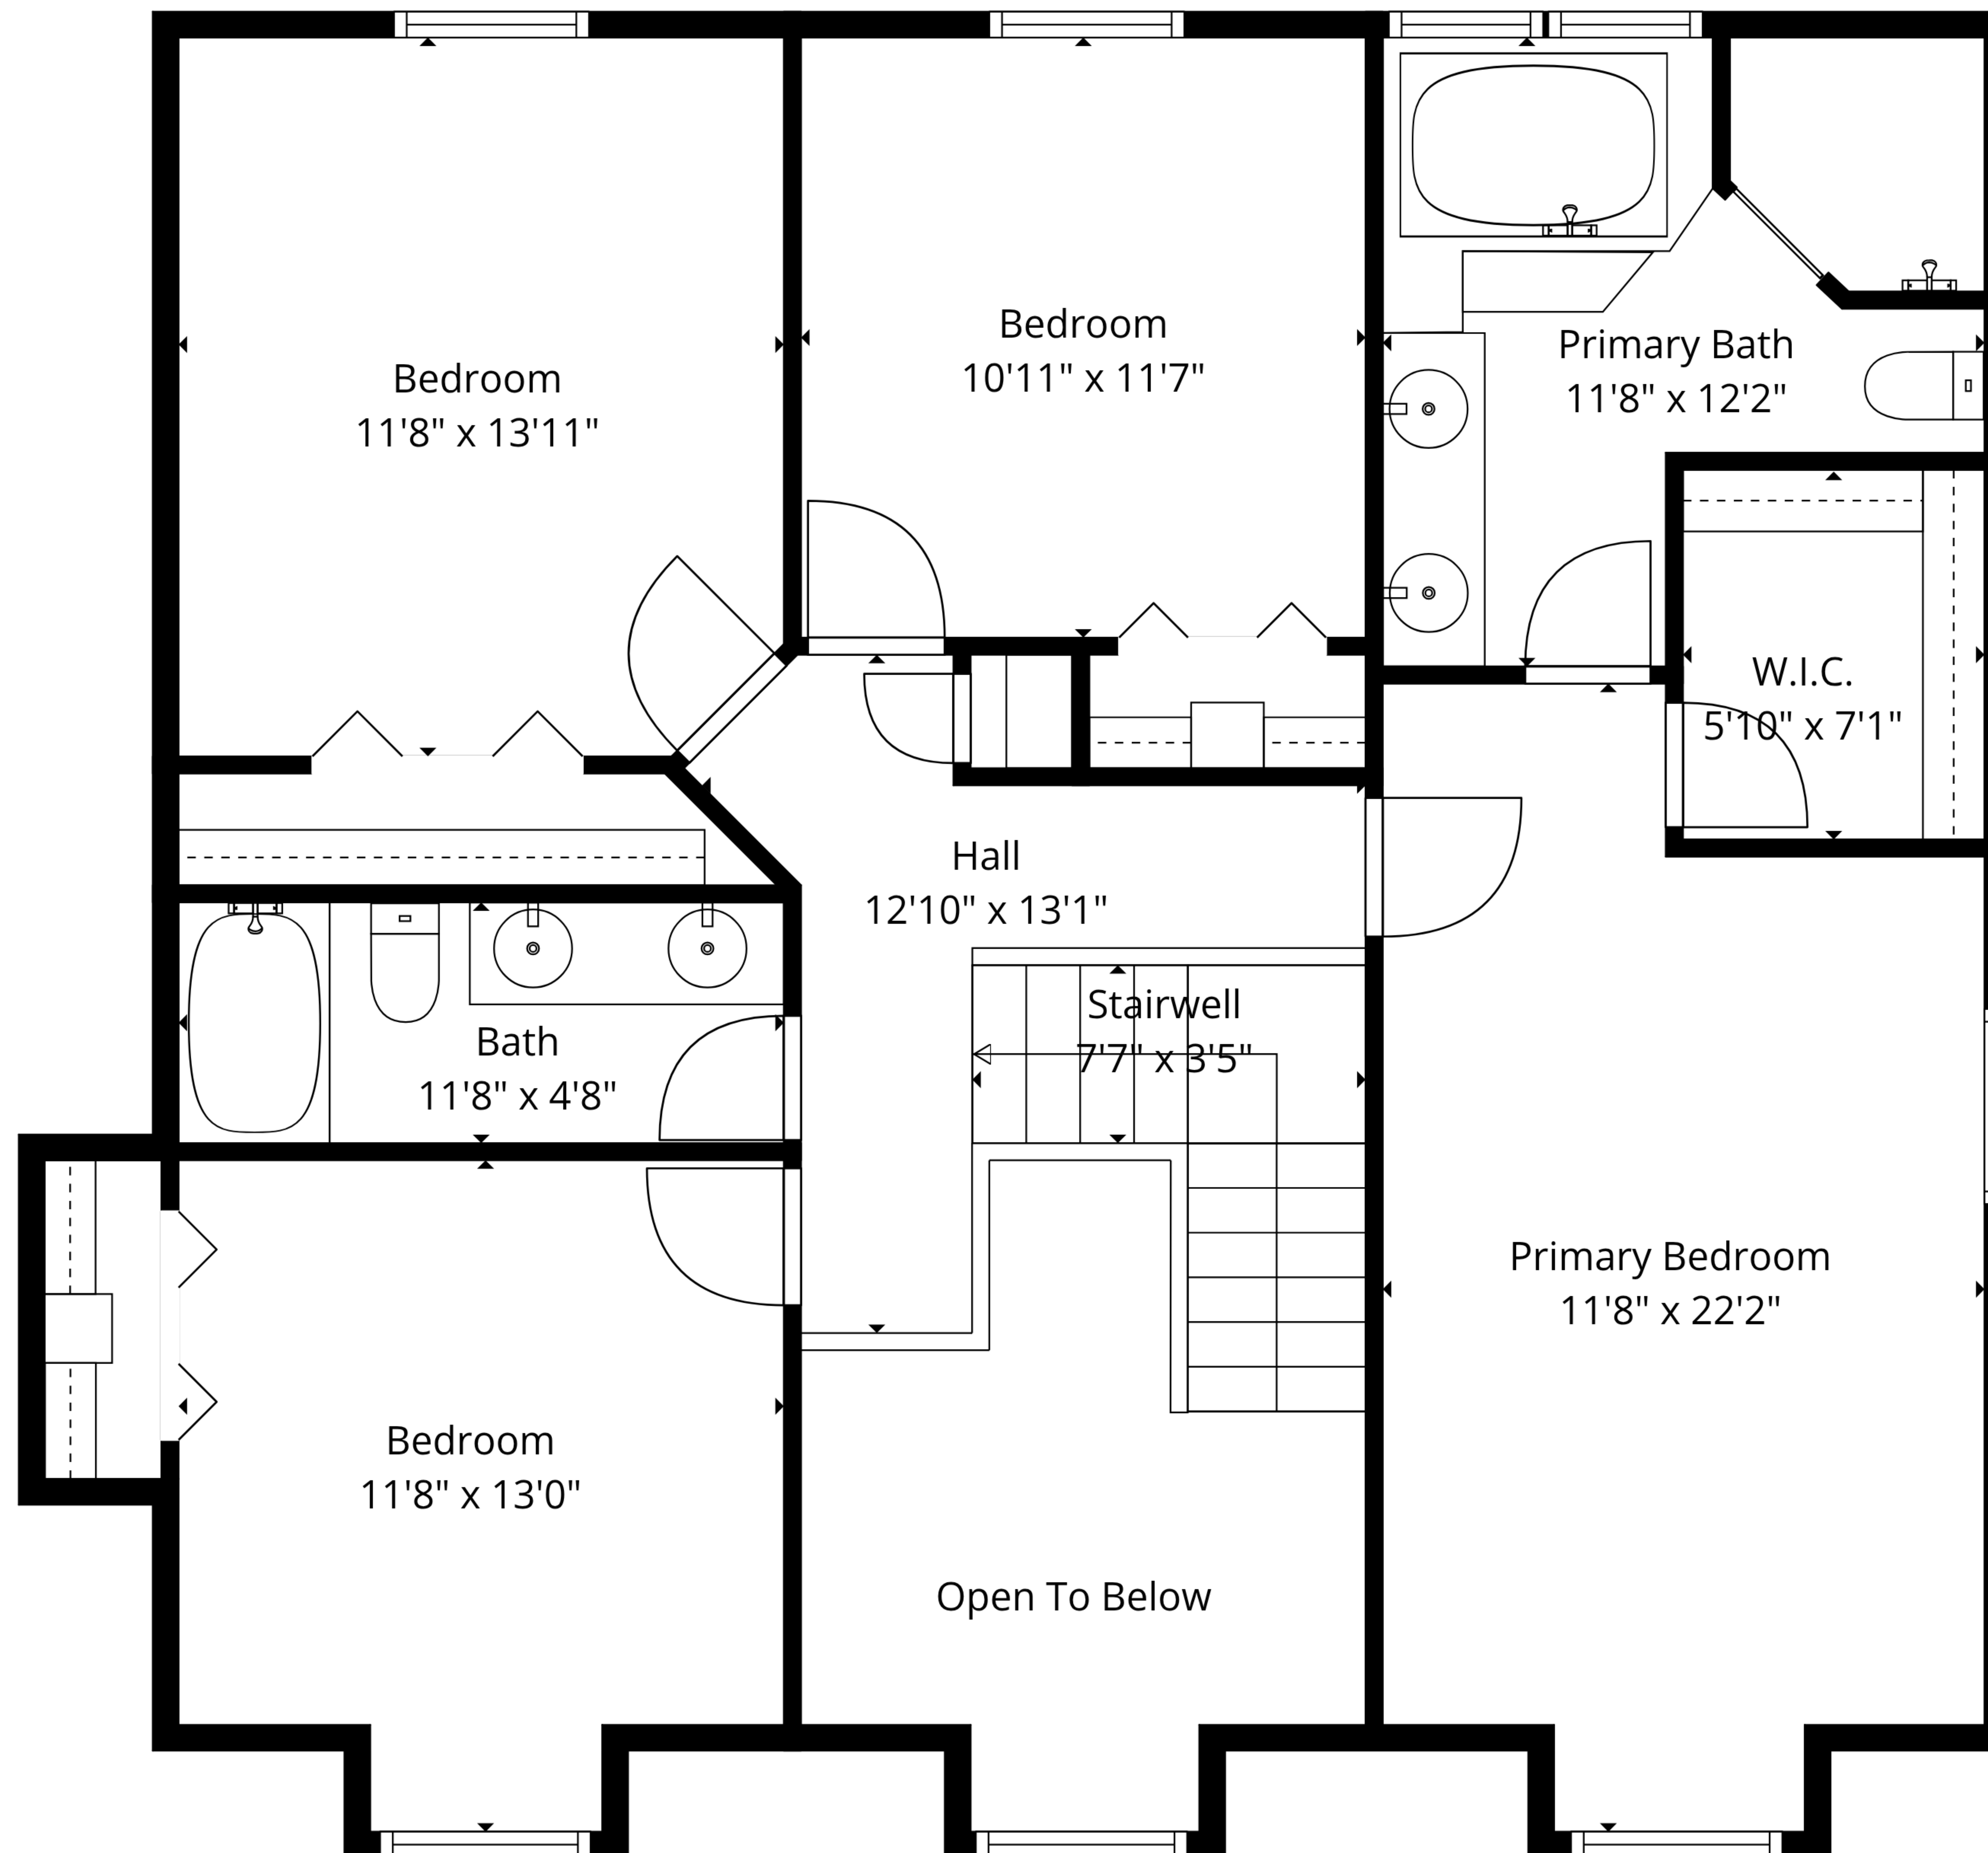 Bedroom
11'8" x 13'11"
Bedroom
10'11" x 11'7"
Primary Bath
11'8" x 12'2"
W.I.C.
5'10" x 7'1"
Hall
12'10" x 13'1"
Stairwell
7'7" x 3'5"
Bath
11'8" x 4'8"
Primary Bedroom
11'8" x 22'2"
Bedroom
11'8" x 13'0"
Open To Below